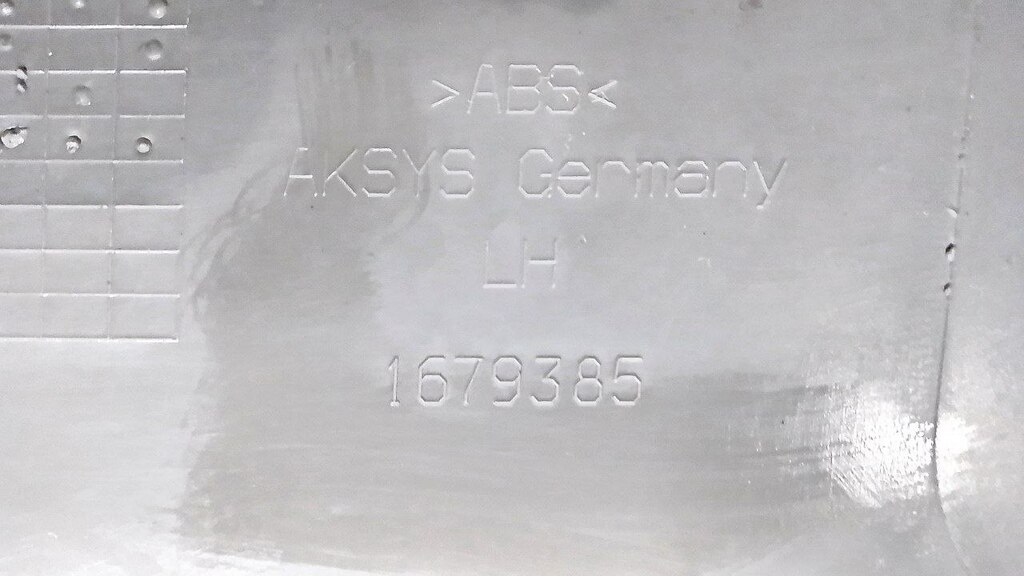 >ABS<
AKSYS Germany
LH
1679385